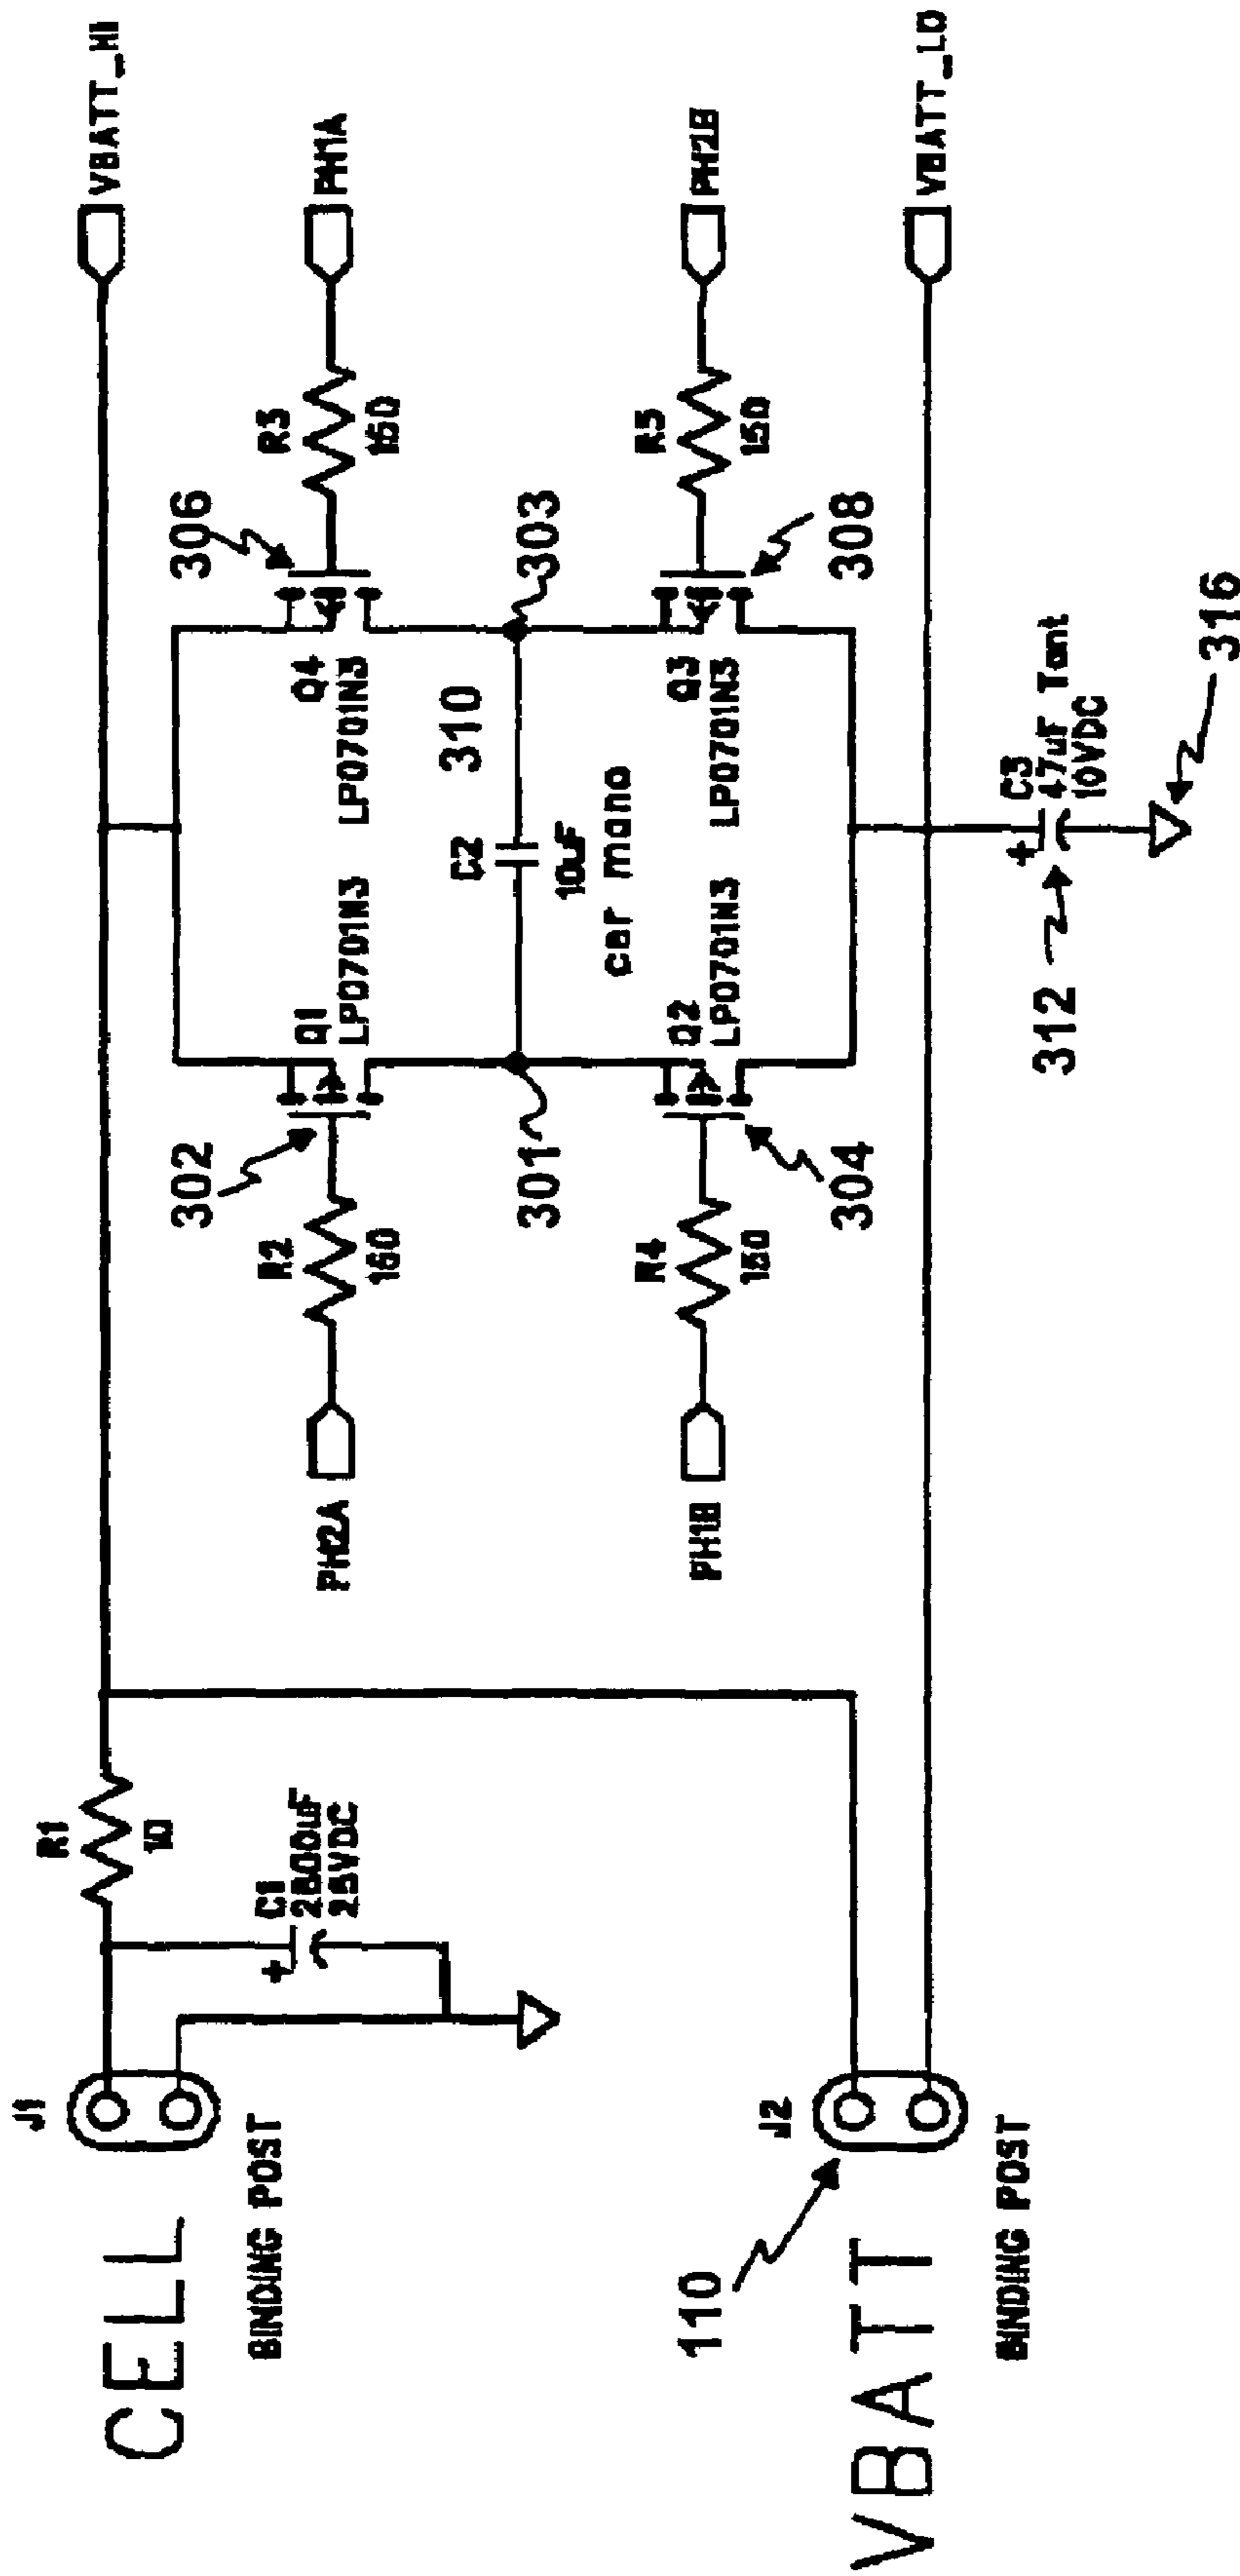 CELL
J1
BINDING POST
R1
10
C1
2500uF
25VDC
+
VBATT_HI
302
306
Q1
LP0701N3
Q4
LP0701N3
R2
150
R3
150
PH2A
PH1A
301
C2
10uF
cer mono
310
303
Q2
LP0701N3
Q3
LP0701N3
R4
150
R5
150
PH1B
PH2B
304
308
VBATT
110
J2
BINDING POST
VBATT_LO
312
+
C3
47uF Tant
10VDC
316